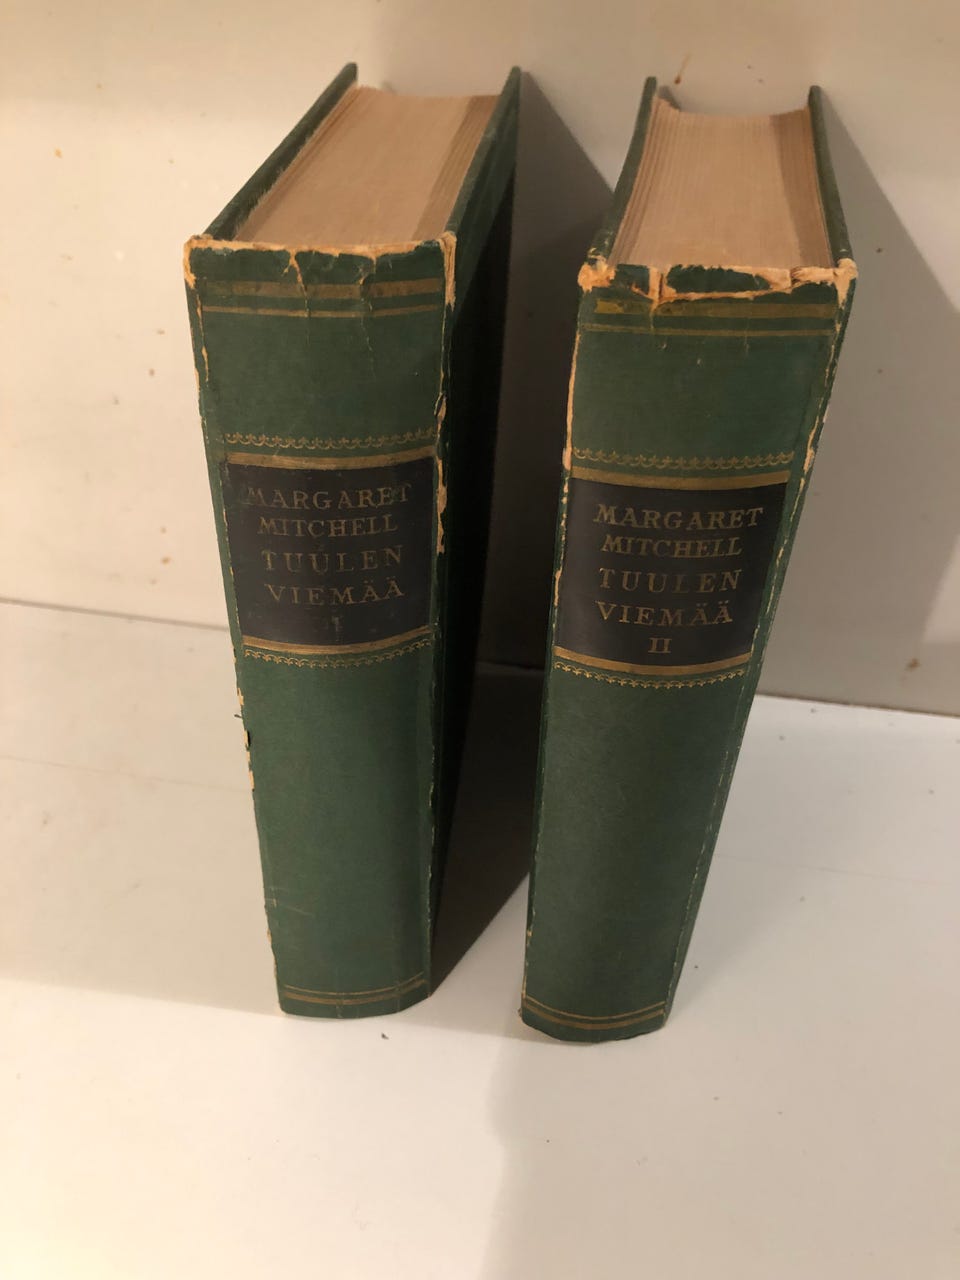 MARGARET
MITCHELL
TUULEN
VIEMÄÄ
I
MARGARET
MITCHELL
TUULEN
VIEMÄÄ
II